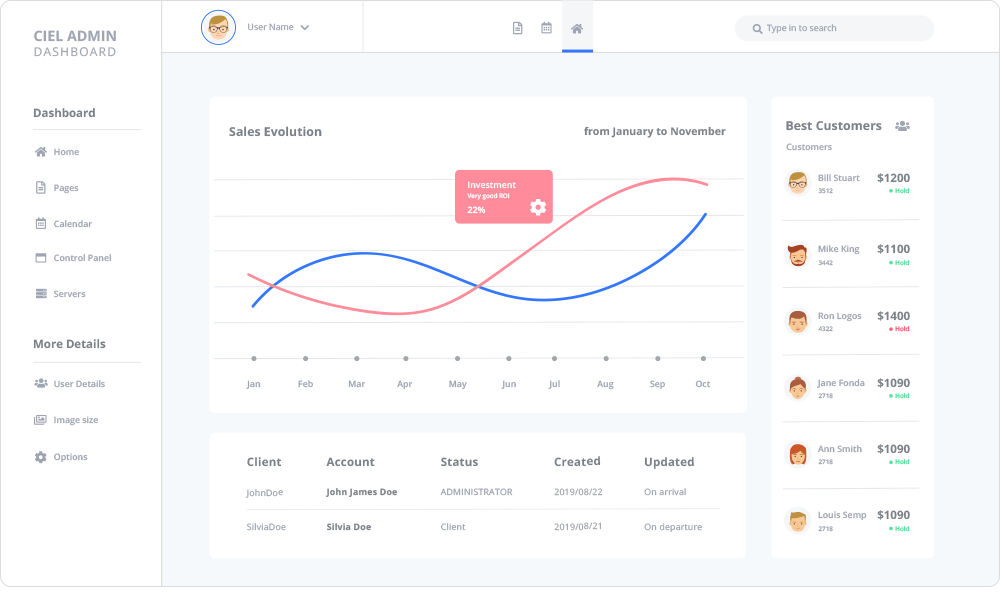 CIEL ADMIN
DASHBOARD
User Name
Type in to search
Dashboard
Home
Pages
Calendar
Control Panel
Servers
More Details
User Details
Image size
Options
Sales Evolution
from January to November
Investment
Very good ROI
22%
Jan Feb Mar Apr May Jun Jul Aug Sep Oct
Client Account Status Created Updated
JohnDoe John James Doe ADMINISTRATOR 2019/08/22 On arrival
SilviaDoe Silvia Doe Client 2019/08/21 On departure
Best Customers
Customers
Bill Stuart $1200
3512 Hold
Mike King $1100
3442 Hold
Ron Logos $1400
4322 Hold
Jane Fonda $1090
2718 Hold
Ann Smith $1090
2718 Hold
Louis Semp $1090
2718 Hold